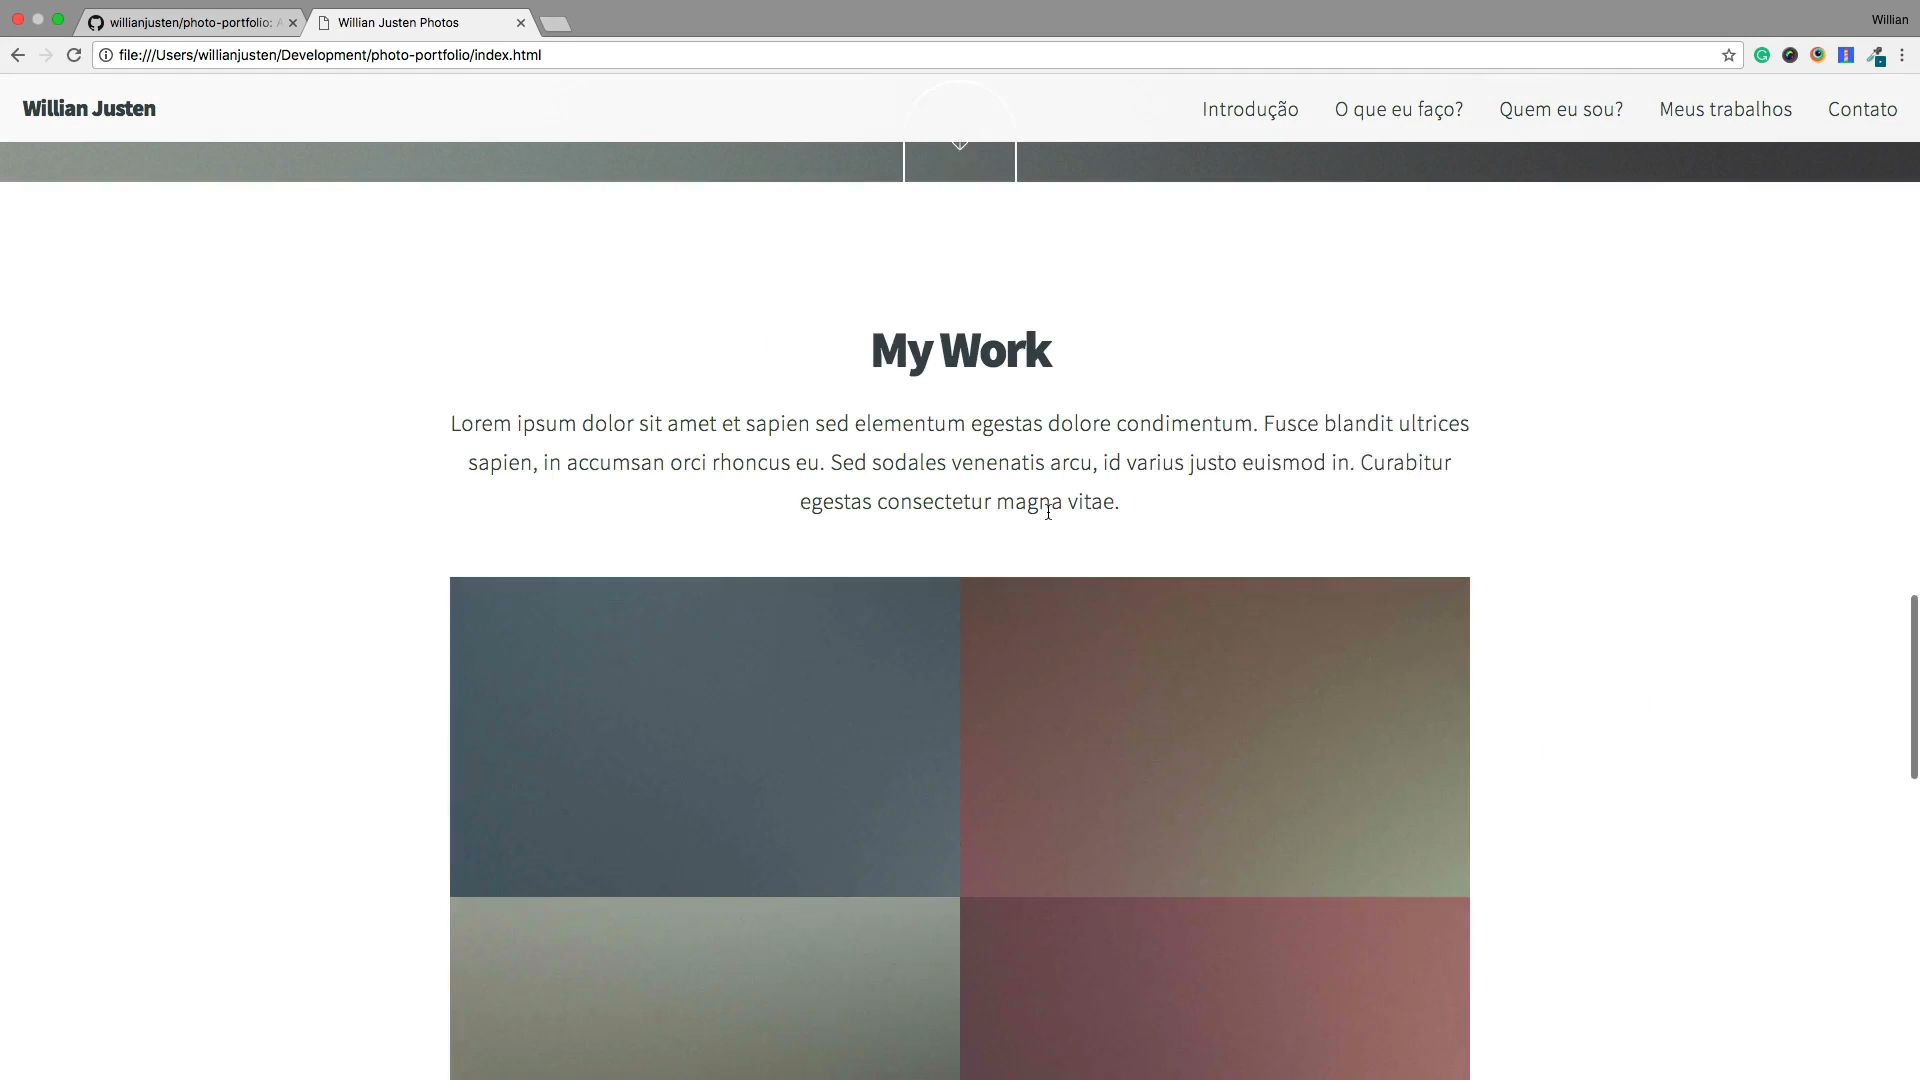 willianjusten/photo-portfolio:
Willian Justen Photos
Willian
file:///Users/willianjusten/Development/photo-portfolio/index.html
Willian Justen
Introdução
O que eu faço?
Quem eu sou?
Meus trabalhos
Contato
My Work
Lorem ipsum dolor sit amet et sapien sed elementum egestas dolore condimentum. Fusce blandit ultrices
sapien, in accumsan orci rhoncus eu. Sed sodales venenatis arcu, id varius justo euismod in. Curabitur
egestas consectetur magna vitae.